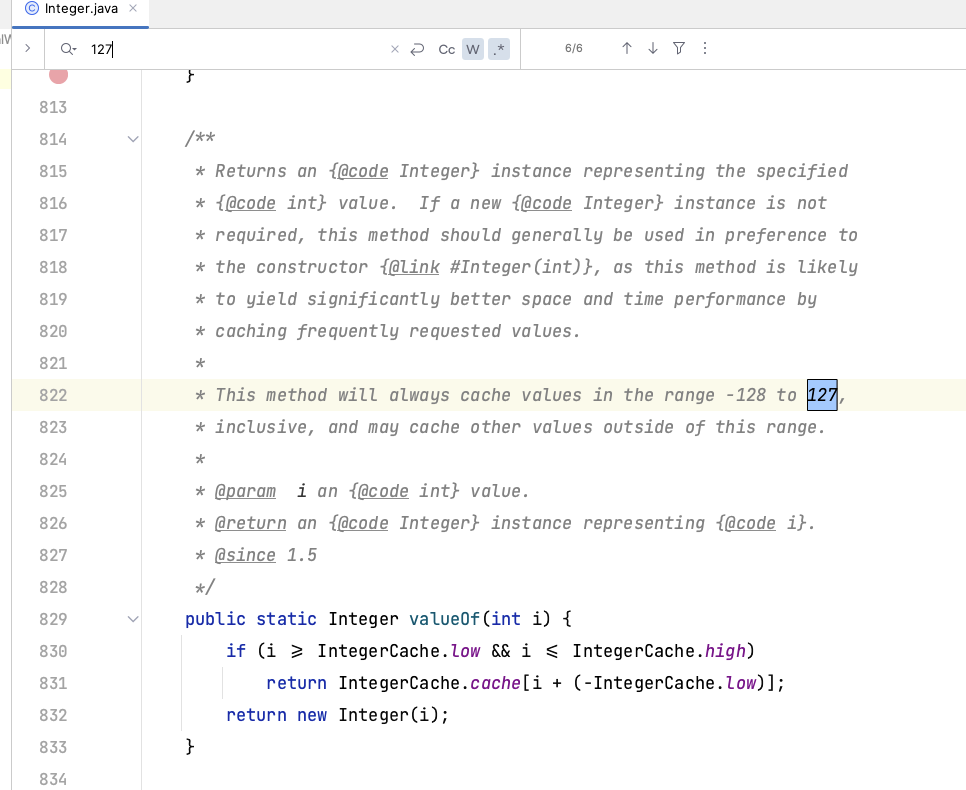 Integer.java ×
127 × Cc W .* 6/6
}
813
814 /**
815 * Returns an {@code Integer} instance representing the specified
816 * {@code int} value.  If a new {@code Integer} instance is not
817 * required, this method should generally be used in preference to
818 * the constructor {@link #Integer(int)}, as this method is likely
819 * to yield significantly better space and time performance by
820 * caching frequently requested values.
821 *
822 * This method will always cache values in the range -128 to 127,
823 * inclusive, and may cache other values outside of this range.
824 *
825 * @param  i an {@code int} value.
826 * @return an {@code Integer} instance representing {@code i}.
827 * @since 1.5
828 */
829 public static Integer valueOf(int i) {
830 if (i >= IntegerCache.low && i <= IntegerCache.high)
831 return IntegerCache.cache[i + (-IntegerCache.low)];
832 return new Integer(i);
833 }
834